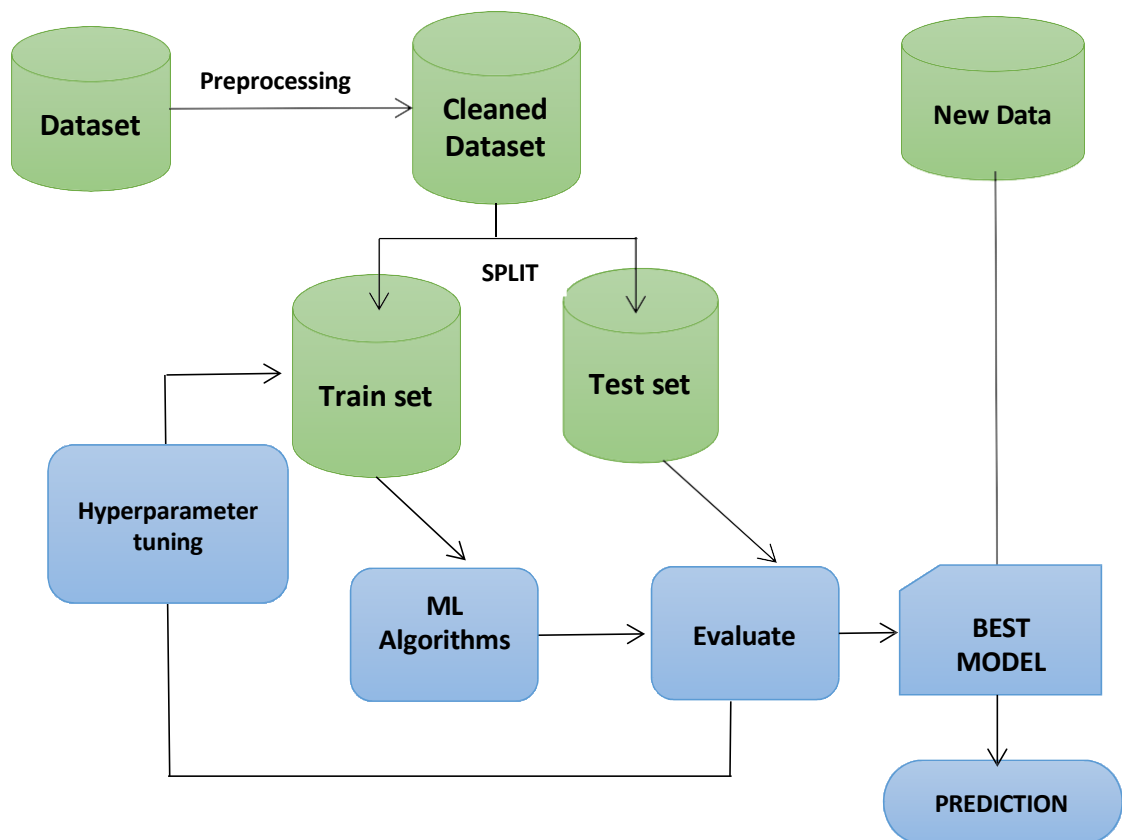 Preprocessing
Dataset
Cleaned
Dataset
New Data
SPLIT
Train set
Test set
Hyperparameter
tuning
ML
Algorithms
Evaluate
BEST
MODEL
PREDICTION